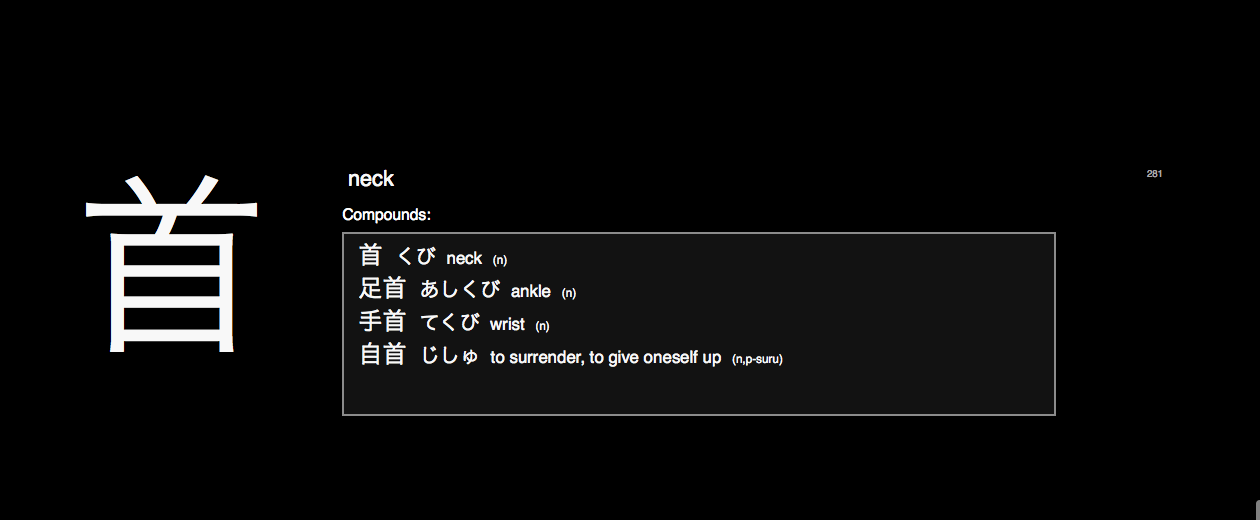 首
neck
281
Compounds:
首 くび neck (n)
足首 あしくび ankle (n)
手首 てくび wrist (n)
自首 じしゅ to surrender, to give oneself up (n,p-suru)